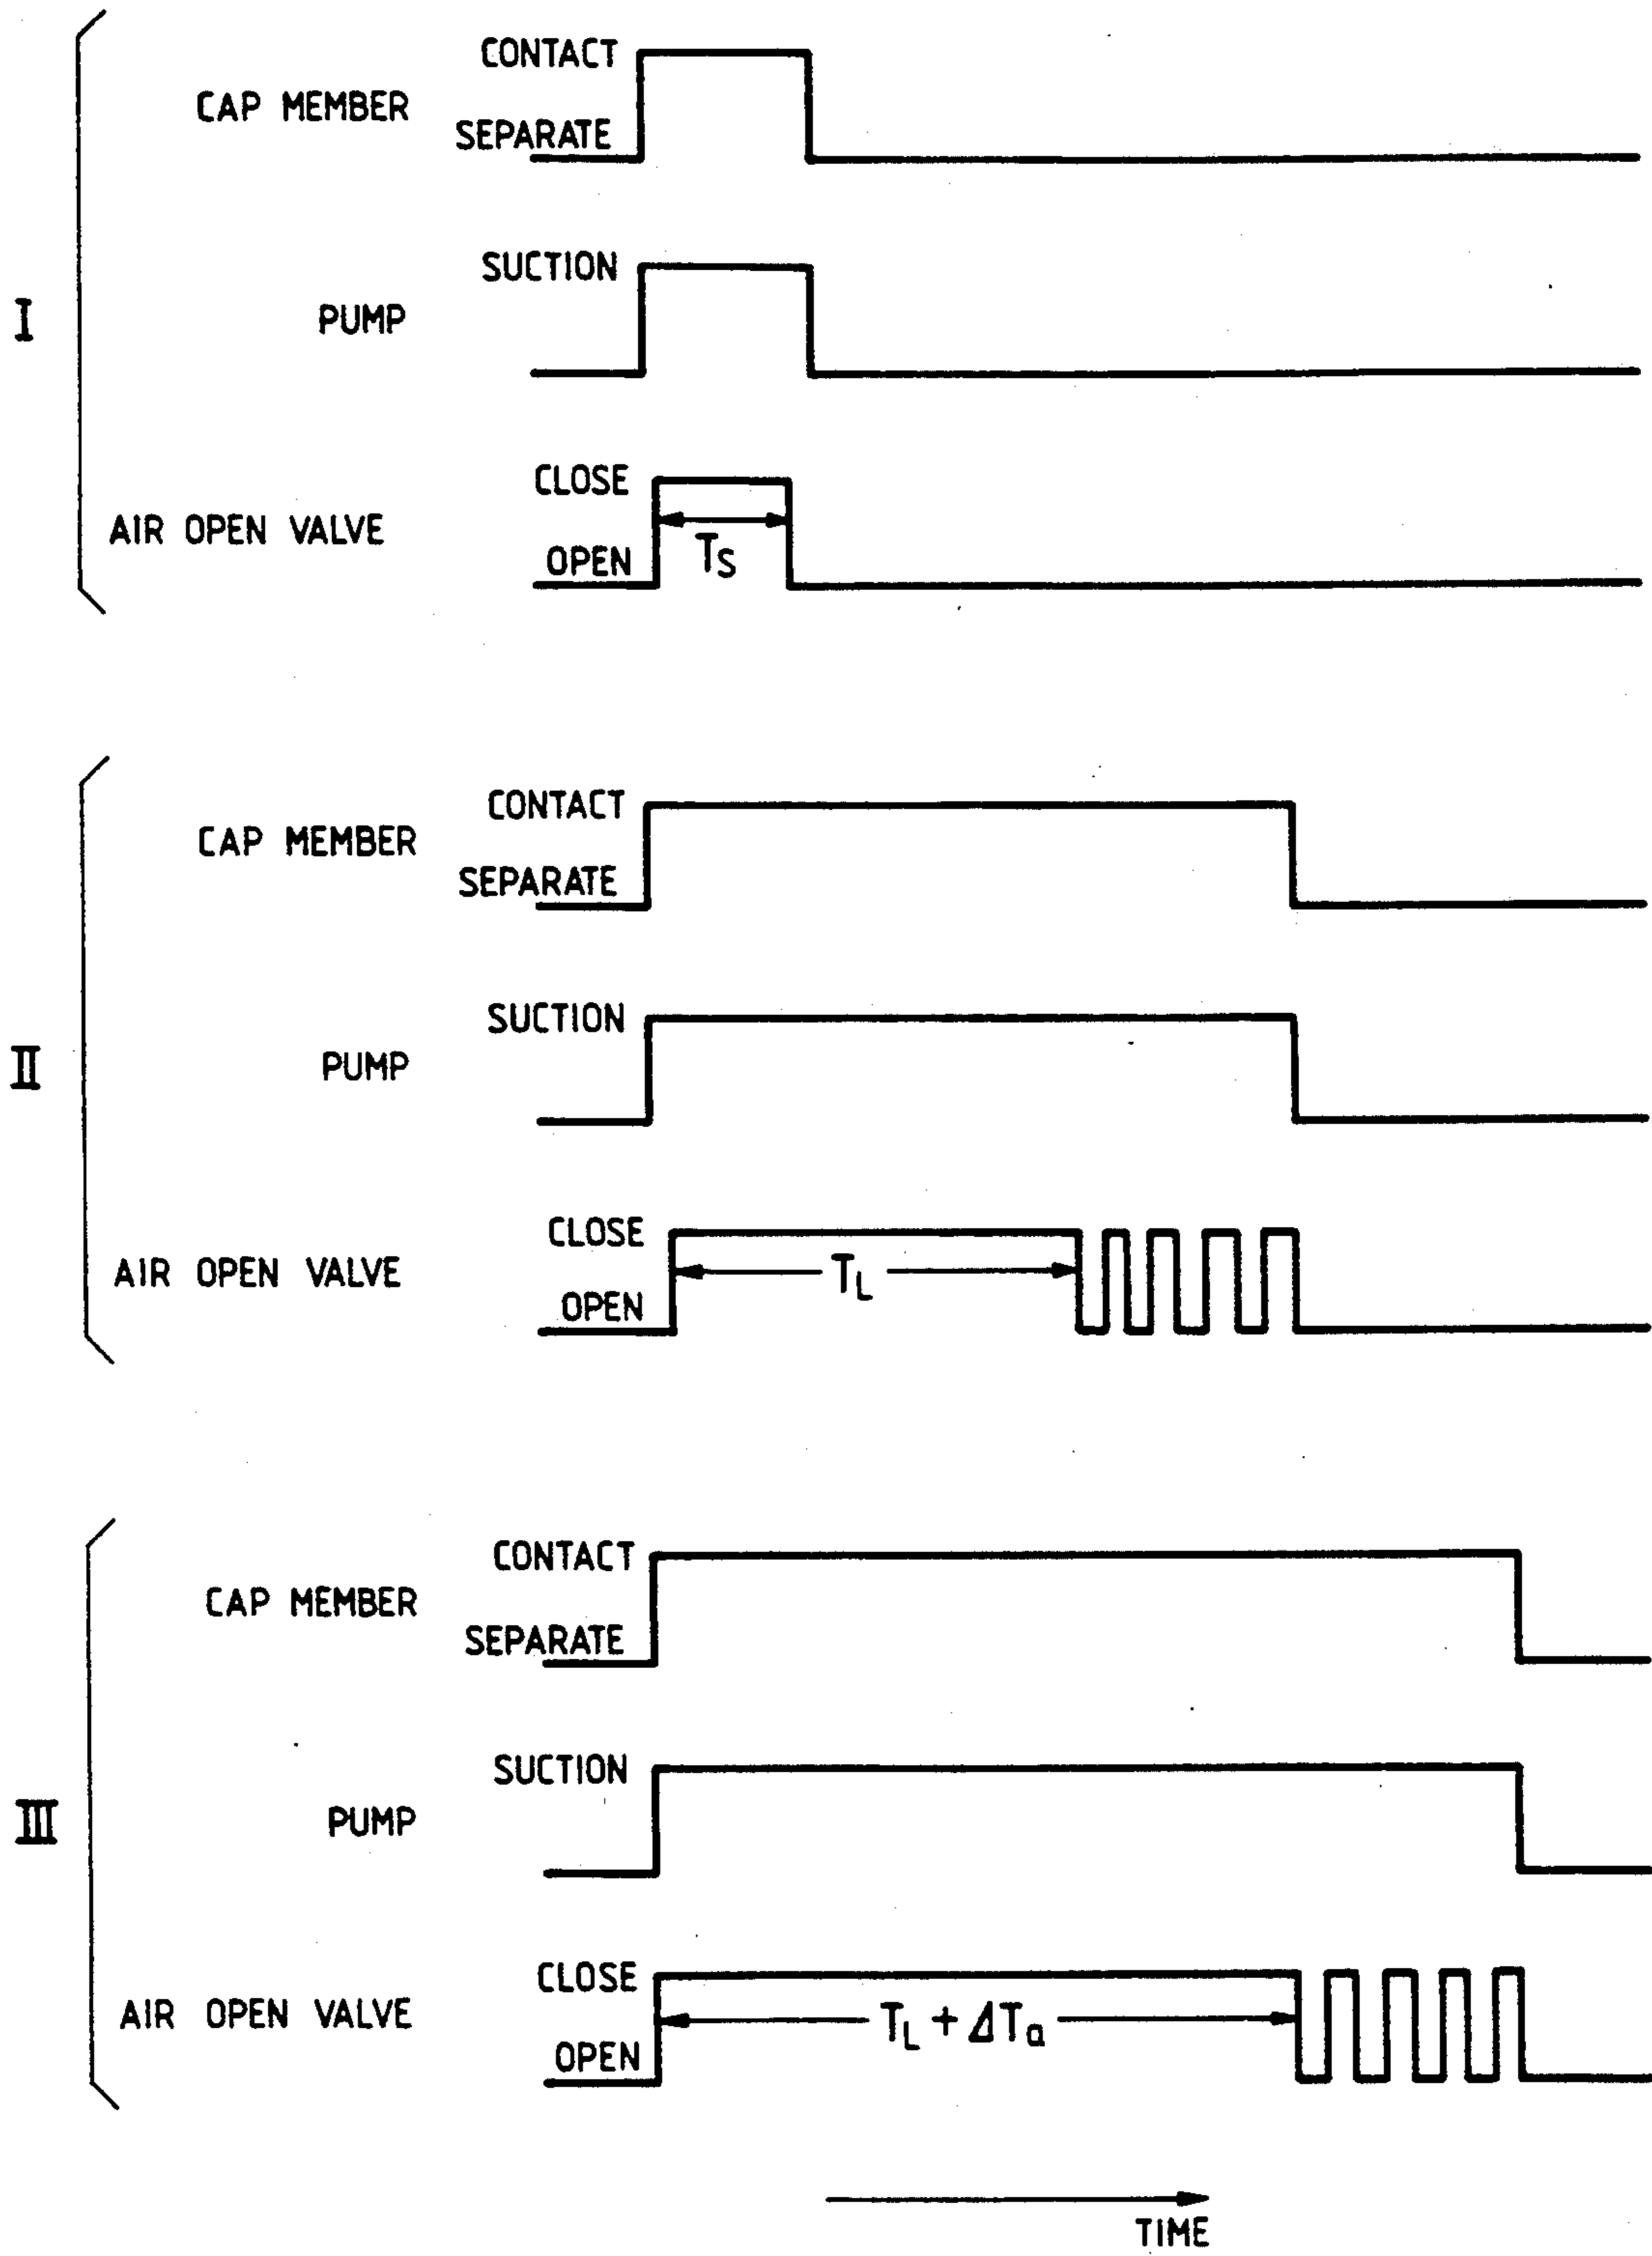 I
CAP MEMBER
CONTACT
SEPARATE
PUMP
SUCTION
AIR OPEN VALVE
CLOSE
OPEN
TS
II
CAP MEMBER
CONTACT
SEPARATE
PUMP
SUCTION
AIR OPEN VALVE
CLOSE
OPEN
TL
III
CAP MEMBER
CONTACT
SEPARATE
PUMP
SUCTION
AIR OPEN VALVE
CLOSE
OPEN
TL + ΔTa
TIME